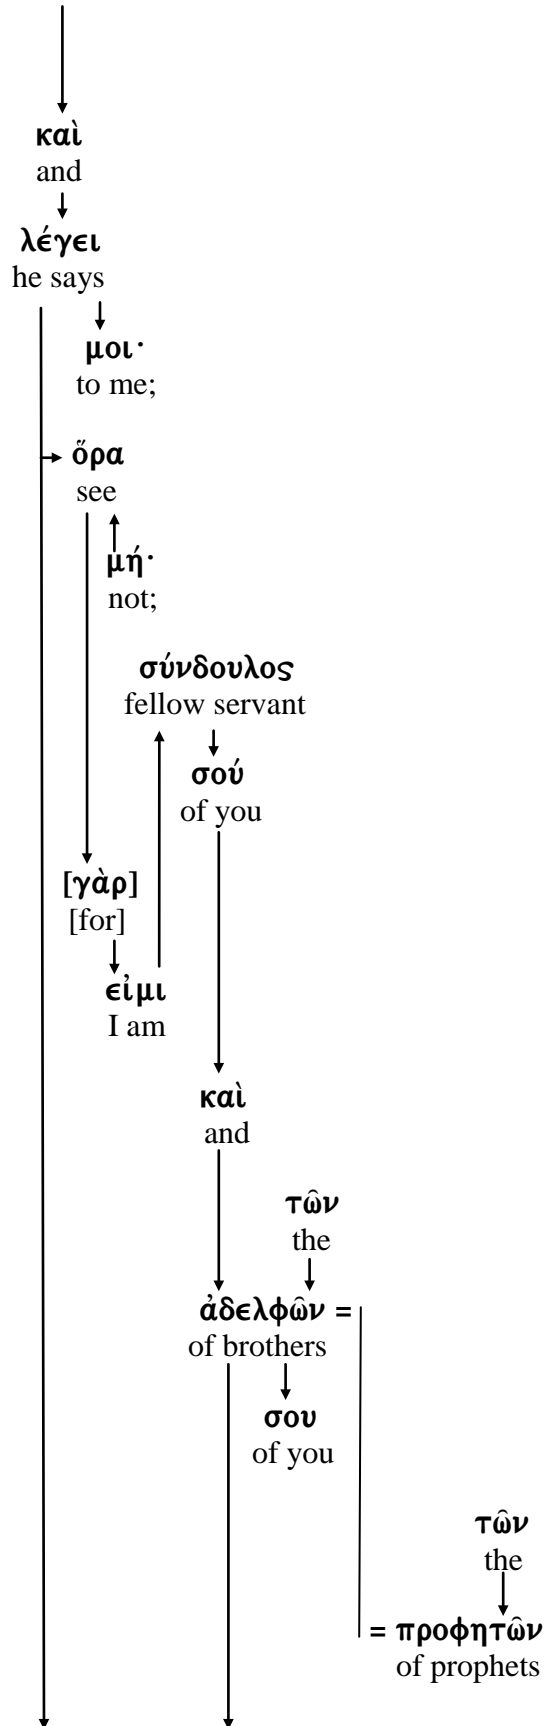 καὶ
and
λέγει
he says
μοι·
to me;
ὅρα
see
μή·
not;
σύνδουλος
fellow servant
σού
of you
[γὰρ]
[for]
εἰμι
I am
καὶ
and
τῶν
the
ἀδελφῶν =
of brothers
σου
of you
τῶν
the
= προφητῶν
of prophets